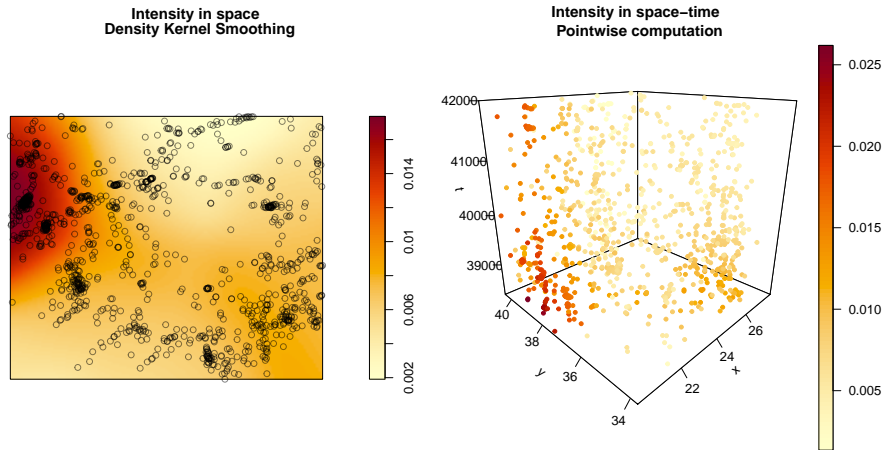 Intensity in space
Density Kernel Smoothing
0.014
0.01
0.006
0.002
Intensity in space−time
Pointwise computation
42000
41000
40000
39000
t
40
38
36
34
y
22
24
26
x
0.025
0.020
0.015
0.010
0.005